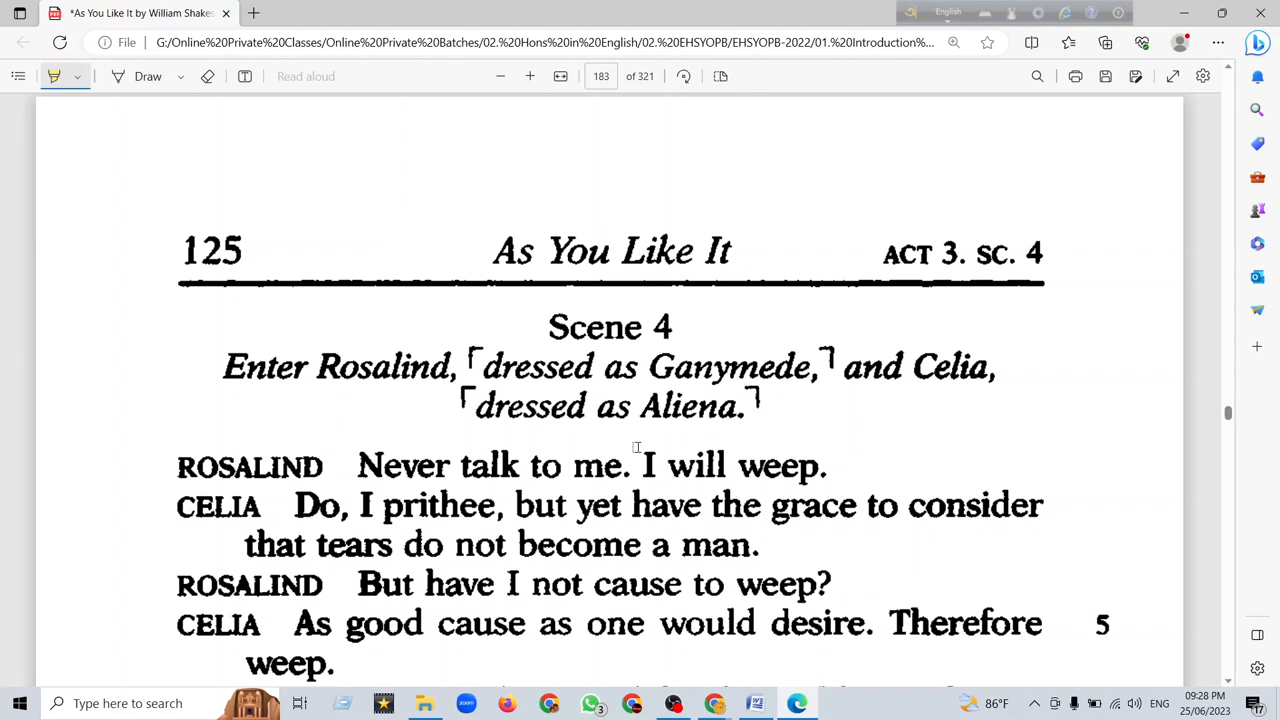 *As You Like It by William Shakes
English
File
G:/Online%20Private%20Classes/Online%20Private%20Batches/02.%20Hons%20in%20English/02.%20EHSYOPB/EHSYOPB-2022/01.%20Introduction%...
Draw
Read aloud
183 of 321
125 As You Like It ACT 3. SC. 4
Scene 4
Enter Rosalind, ⌜dressed as Ganymede,⌝ and Celia,
⌜dressed as Aliena.⌝
ROSALIND Never talk to me. I will weep.
CELIA Do, I prithee, but yet have the grace to consider
that tears do not become a man.
ROSALIND But have I not cause to weep?
CELIA As good cause as one would desire. Therefore 5
weep.
Type here to search
3
86°F
ENG
09:28 PM
25/06/2023
17